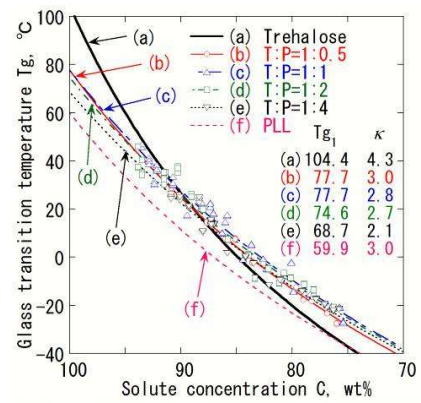 Glass transition temperature Tg, ℃
100
80
60
40
20
0
-20
-40
100
90
80
70
Solute concentration C, wt%
(a)
(b)
(c)
(d)
(e)
(f)
(a) Trehalose
(b) T:P=1:0.5
(c) T:P=1:1
(d) T:P=1:2
(e) T:P=1:4
(f) PLL
Tg₁ κ
(a) 104.4 4.3
(b) 77.7 3.0
(c) 77.7 2.8
(d) 74.6 2.7
(e) 68.7 2.1
(f) 59.9 3.0